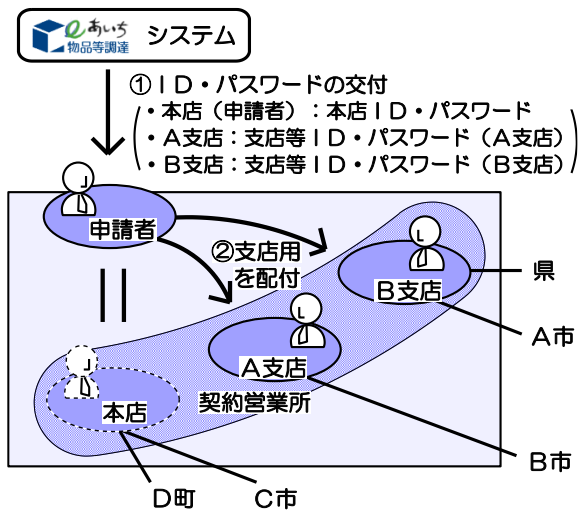 eあいち
物品等調達
システム
①ＩＤ・パスワードの交付
・本店（申請者）：本店ＩＤ・パスワード
・Ａ支店：支店等ＩＤ・パスワード（Ａ支店）
・Ｂ支店：支店等ＩＤ・パスワード（Ｂ支店）
申請者
②支店用
を配付
Ｂ支店
県
Ａ市
Ａ支店
本店
契約営業所
Ｂ市
Ｄ町
Ｃ市